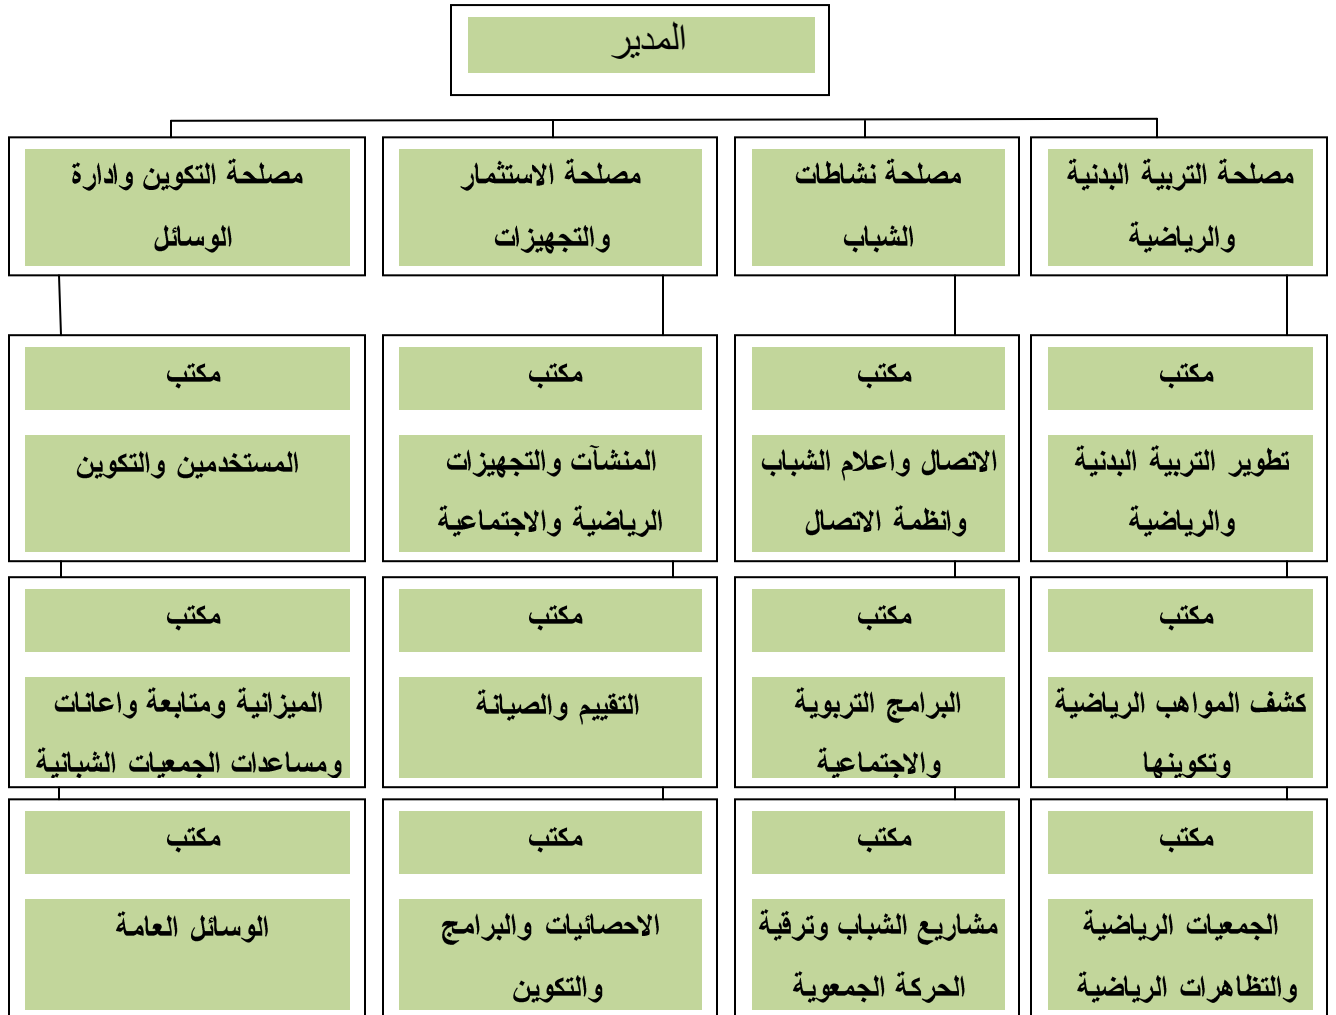 المدير
مصلحة التربية البدنية
والرياضية
مصلحة نشاطات
الشباب
مصلحة الاستثمار
والتجهيزات
مصلحة التكوين وادارة
الوسائل
مكتب
تطوير التربية البدنية
والرياضية
مكتب
الاتصال واعلام الشباب
وانظمة الاتصال
مكتب
المنشآت والتجهيزات
الرياضية والاجتماعية
مكتب
المستخدمين والتكوين
مكتب
كشف المواهب الرياضية
وتكوينها
مكتب
البرامج التربوية
والاجتماعية
مكتب
التقييم والصيانة
مكتب
الميزانية ومتابعة واعانات
ومساعدات الجمعيات الشبانية
مكتب
الجمعيات الرياضية
والتظاهرات الرياضية
مكتب
مشاريع الشباب وترقية
الحركة الجمعوية
مكتب
الاحصائيات والبرامج
والتكوين
مكتب
الوسائل العامة